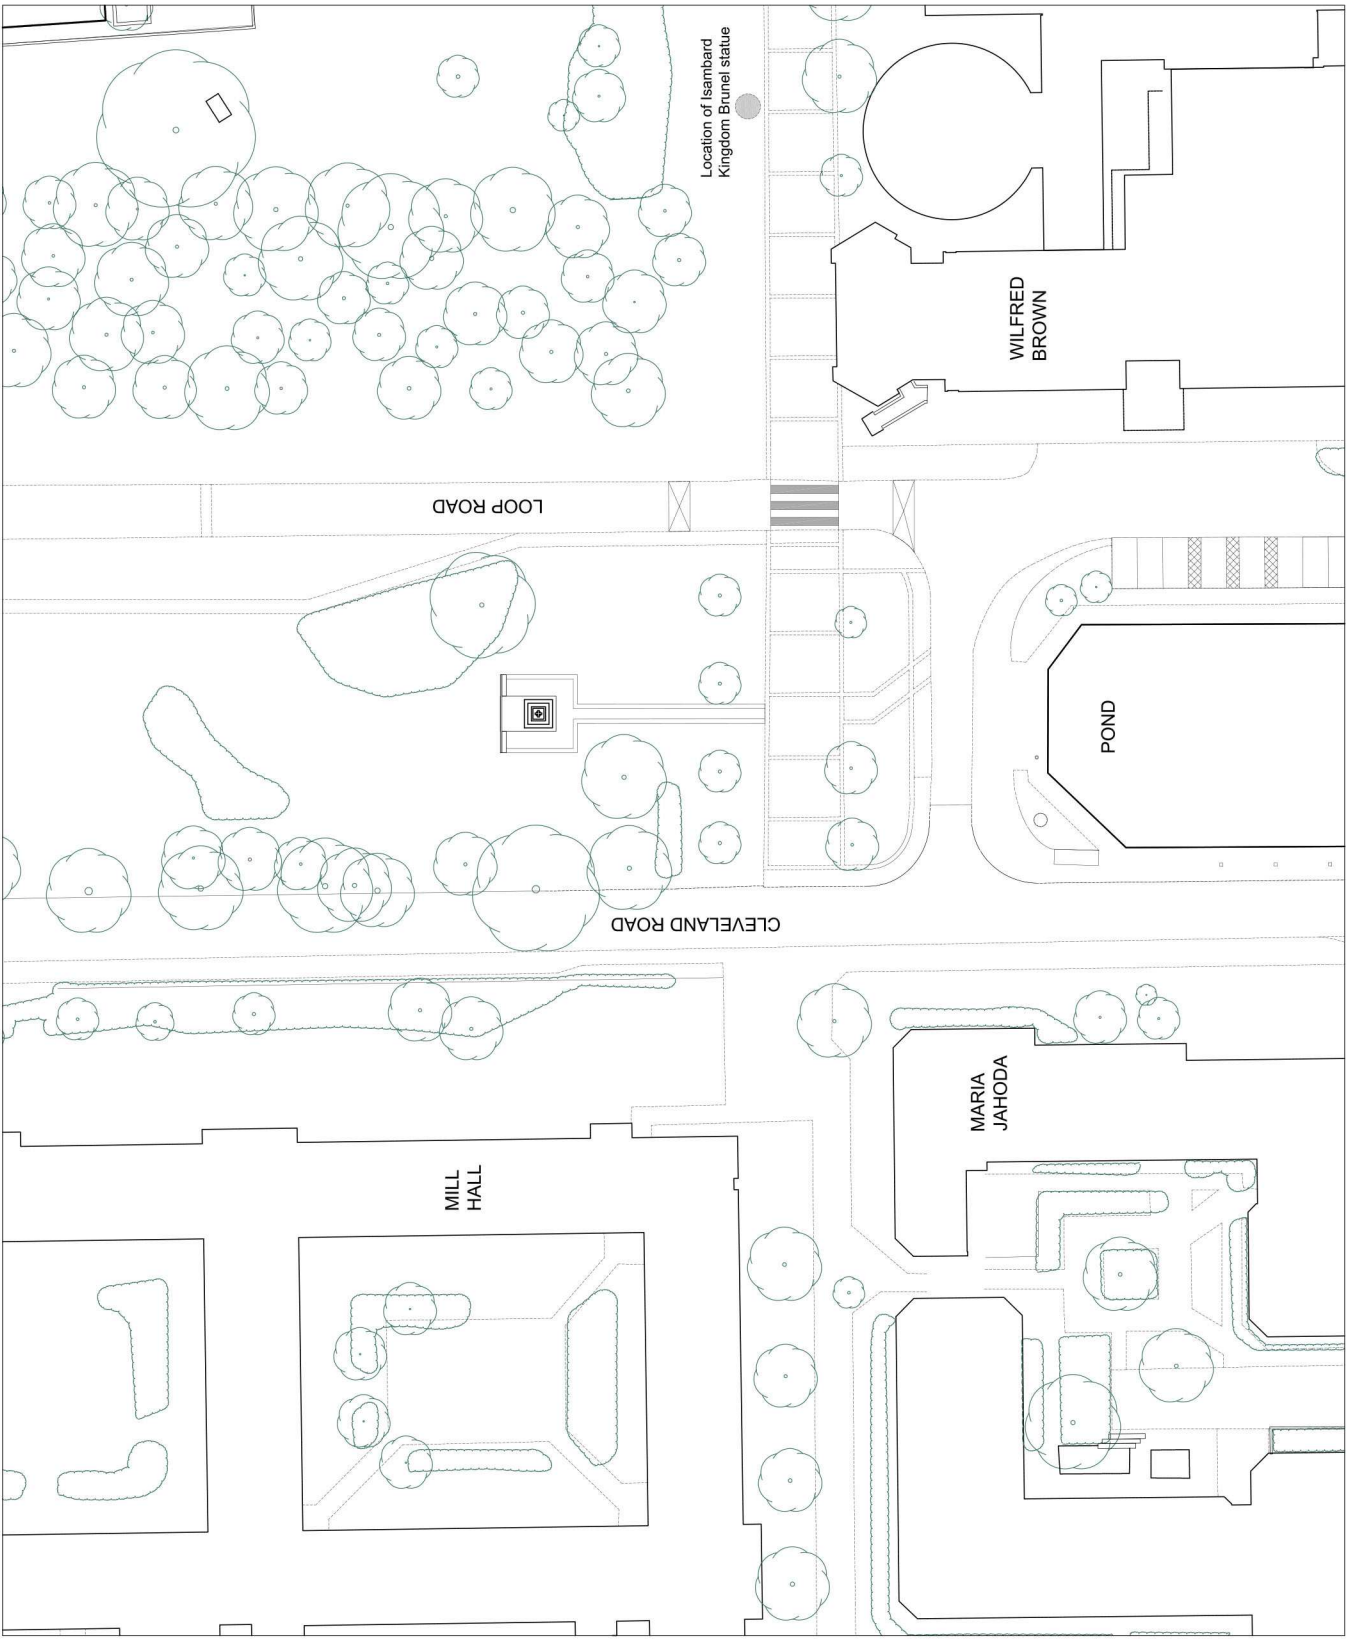 Location of Isambard
Kingdom Brunel statue
WILFRED
BROWN
LOOP ROAD
POND
CLEVELAND ROAD
MARIA
JAHODA
MILL
HALL